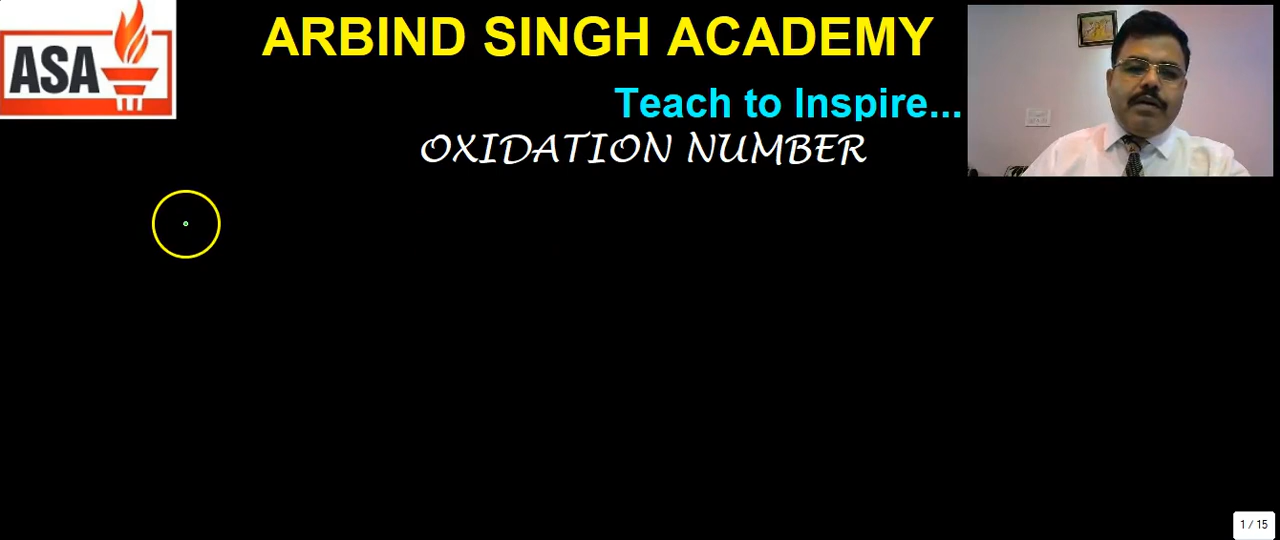 ASA
ARBIND SINGH ACADEMY
Teach to Inspire...
OXIDATION NUMBER
1 / 15